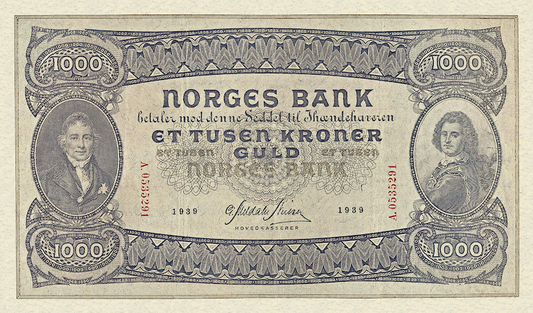 1000 1000
NORGES BANK
betaler mod denne Seddel til Ihændehaveren
ET TUSEN KRONER
ET TUSEN GULD ET TUSEN
NORGES BANK
A.0535291 A.0535291
1939 1939
HOVEDKASSERER
1000 1000